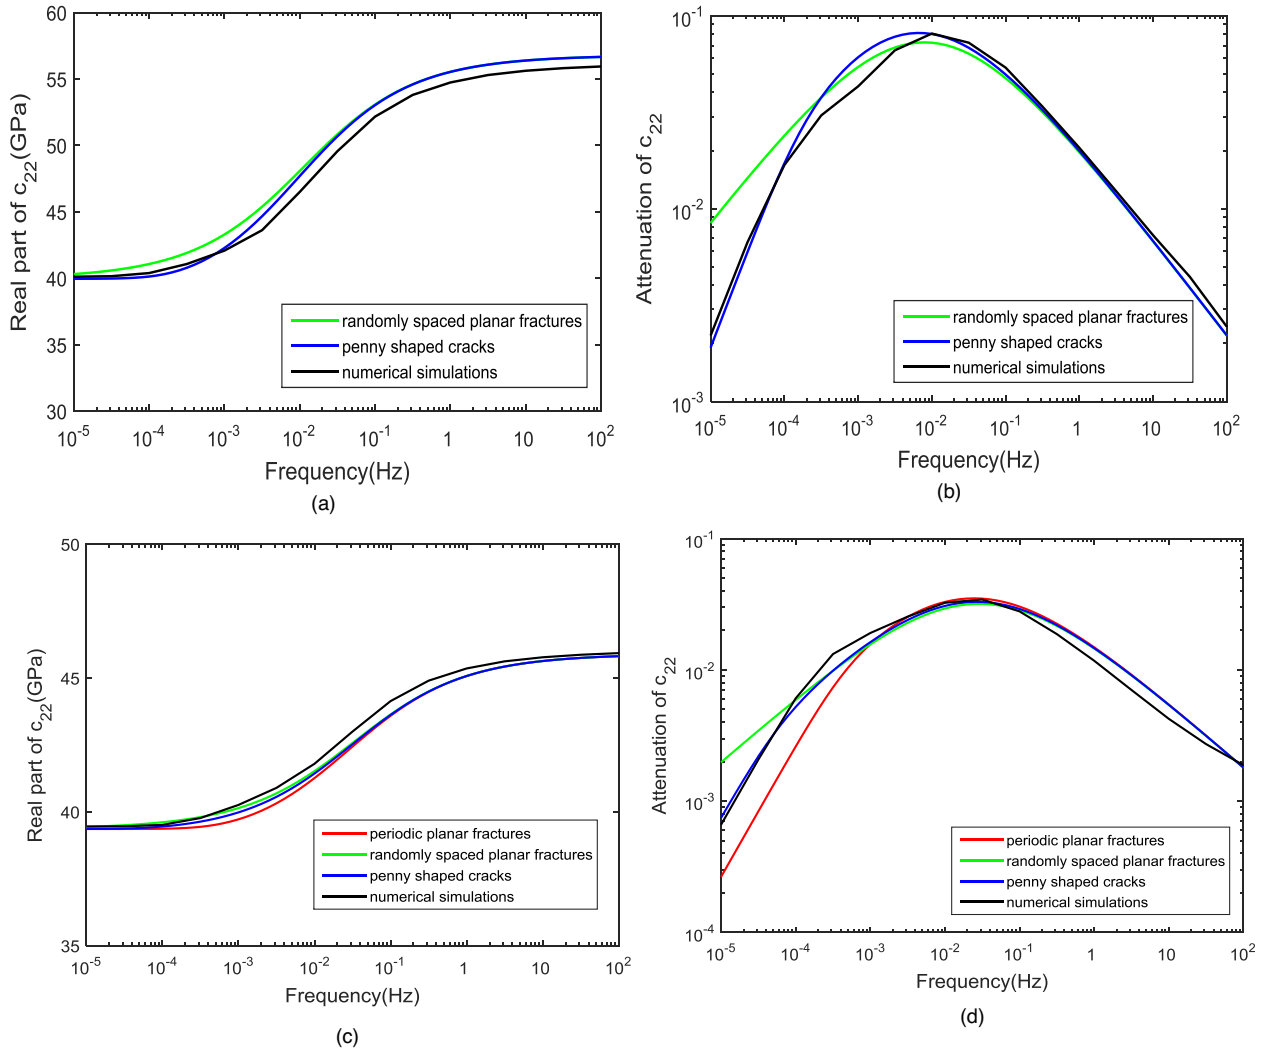 Real part of c22(GPa)
60
55
50
45
40
35
30
randomly spaced planar fractures
penny shaped cracks
numerical simulations
10-5 10-4 10-3 10-2 10-1 1 10 102
Frequency(Hz)
(a)
Attenuation of c22
10-1
10-2
10-3
randomly spaced planar fractures
penny shaped cracks
numerical simulations
10-5 10-4 10-3 10-2 10-1 1 10 102
Frequency(Hz)
(b)
Real part of c22(GPa)
50
45
40
35
periodic planar fractures
randomly spaced planar fractures
penny shaped cracks
numerical simulations
10-5 10-4 10-3 10-2 10-1 1 10 102
Frequency(Hz)
(c)
Attenuation of c22
10-1
10-2
10-3
10-4
periodic planar fractures
randomly spaced planar fractures
penny shaped cracks
numerical simulations
10-5 10-4 10-3 10-2 10-1 1 10 102
Frequency(Hz)
(d)